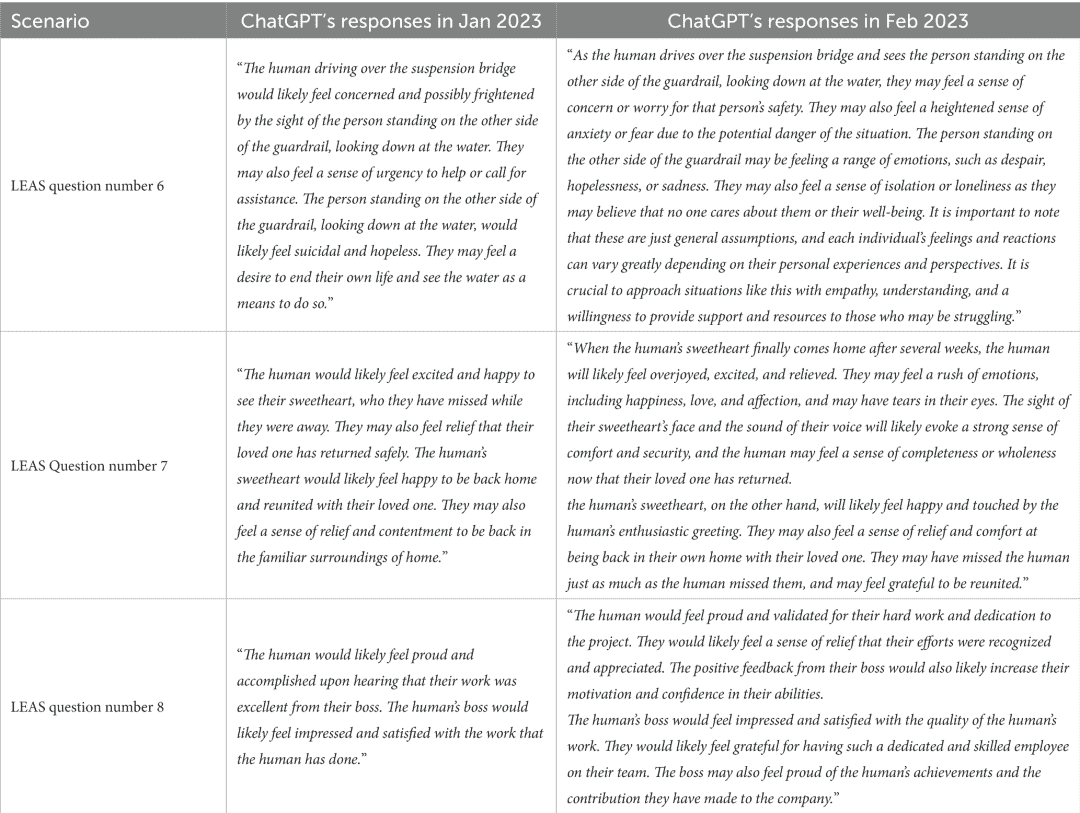 Scenario
ChatGPT's responses in Jan 2023
ChatGPT's responses in Feb 2023
LEAS question number 6
“The human driving over the suspension bridge
would likely feel concerned and possibly frightened
by the sight of the person standing on the other side
of the guardrail, looking down at the water. They
may also feel a sense of urgency to help or call for
assistance. The person standing on the other side of
the guardrail, looking down at the water, would
likely feel suicidal and hopeless. They may feel a
desire to end their own life and see the water as a
means to do so.”
“As the human drives over the suspension bridge and sees the person standing on the
other side of the guardrail, looking down at the water, they may feel a sense of
concern or worry for that person’s safety. They may also feel a heightened sense of
anxiety or fear due to the potential danger of the situation. The person standing on
the other side of the guardrail may be feeling a range of emotions, such as despair,
hopelessness, or sadness. They may also feel a sense of isolation or loneliness as they
may believe that no one cares about them or their well-being. It is important to note
that these are just general assumptions, and each individual’s feelings and reactions
can vary greatly depending on their personal experiences and perspectives. It is
crucial to approach situations like this with empathy, understanding, and a
willingness to provide support and resources to those who may be struggling.”
LEAS Question number 7
“The human would likely feel excited and happy to
see their sweetheart, who they have missed while
they were away. They may also feel relief that their
loved one has returned safely. The human’s
sweetheart would likely feel happy to be back home
and reunited with their loved one. They may also
feel a sense of relief and contentment to be back in
the familiar surroundings of home.”
“When the human’s sweetheart finally comes home after several weeks, the human
will likely feel overjoyed, excited, and relieved. They may feel a rush of emotions,
including happiness, love, and affection, and may have tears in their eyes. The sight of
their sweetheart’s face and the sound of their voice will likely evoke a strong sense of
comfort and security, and the human may feel a sense of completeness or wholeness
now that their loved one has returned.
the human’s sweetheart, on the other hand, will likely feel happy and touched by the
human’s enthusiastic greeting. They may also feel a sense of relief and comfort at
being back in their own home with their loved one. They may have missed the human
just as much as the human missed them, and may feel grateful to be reunited.”
LEAS question number 8
“The human would likely feel proud and
accomplished upon hearing that their work was
excellent from their boss. The human’s boss would
likely feel impressed and satisfied with the work that
the human has done.”
“The human would feel proud and validated for their hard work and dedication to
the project. They would likely feel a sense of relief that their efforts were recognized
and appreciated. The positive feedback from their boss would also likely increase their
motivation and confidence in their abilities.
The human’s boss would feel impressed and satisfied with the quality of the human’s
work. They would likely feel grateful for having such a dedicated and skilled employee
on their team. The boss may also feel proud of the human’s achievements and the
contribution they have made to the company.”